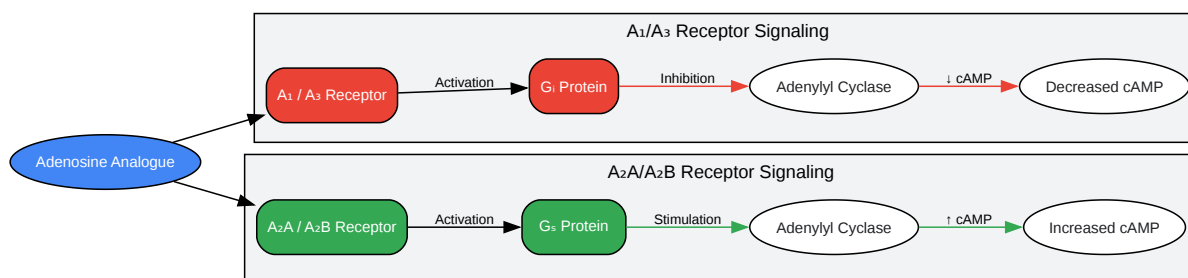 A₁/A₃ Receptor Signaling
A₁ / A₃ Receptor
Activation
Gᵢ Protein
Inhibition
Adenylyl Cyclase
↓ cAMP
Decreased cAMP
Adenosine Analogue
A₂A/A₂B Receptor Signaling
A₂A / A₂B Receptor
Activation
Gₛ Protein
Stimulation
Adenylyl Cyclase
↑ cAMP
Increased cAMP